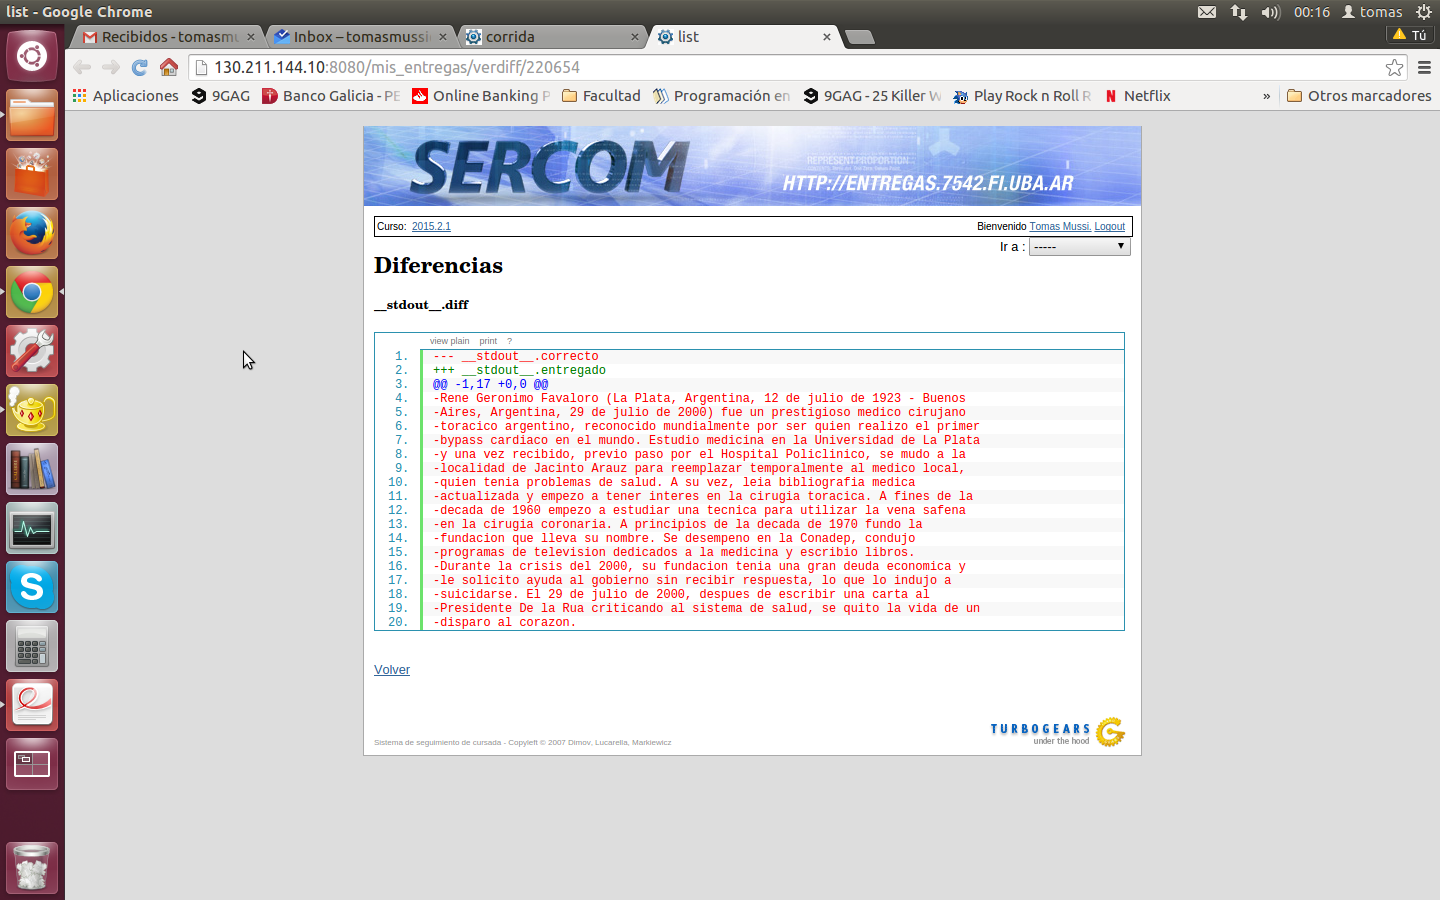 list - Google Chrome
00:16
tomas
Recibidos - tomasmu
Inbox – tomasmussi
corrida
list
Tú
130.211.144.10:8080/mis_entregas/verdiff/220654
Aplicaciones
9GAG
Banco Galicia - PE
Online Banking P
Facultad
Programación en
9GAG - 25 Killer W
Play Rock n Roll R
Netflix
»
Otros marcadores
SERCOM
REPRESENT.PROPORTION
HTTP://ENTREGAS.7542.FI.UBA.AR
Curso: 2015.2.1
Bienvenido Tomas Mussi. Logout
Ir a : -----
Diferencias
__stdout__.diff
view plain print ?
1. --- __stdout__.correcto
2. +++ __stdout__.entregado
3. @@ -1,17 +0,0 @@
4. -Rene Geronimo Favaloro (La Plata, Argentina, 12 de julio de 1923 - Buenos
5. -Aires, Argentina, 29 de julio de 2000) fue un prestigioso medico cirujano
6. -toracico argentino, reconocido mundialmente por ser quien realizo el primer
7. -bypass cardiaco en el mundo. Estudio medicina en la Universidad de La Plata
8. -y una vez recibido, previo paso por el Hospital Policlinico, se mudo a la
9. -localidad de Jacinto Arauz para reemplazar temporalmente al medico local,
10. -quien tenia problemas de salud. A su vez, leia bibliografia medica
11. -actualizada y empezo a tener interes en la cirugia toracica. A fines de la
12. -decada de 1960 empezo a estudiar una tecnica para utilizar la vena safena
13. -en la cirugia coronaria. A principios de la decada de 1970 fundo la
14. -fundacion que lleva su nombre. Se desempeno en la Conadep, condujo
15. -programas de television dedicados a la medicina y escribio libros.
16. -Durante la crisis del 2000, su fundacion tenia una gran deuda economica y
17. -le solicito ayuda al gobierno sin recibir respuesta, lo que lo indujo a
18. -suicidarse. El 29 de julio de 2000, despues de escribir una carta al
19. -Presidente De la Rua criticando al sistema de salud, se quito la vida de un
20. -disparo al corazon.
Volver
TURBOGEARS
under the hood
Sistema de seguimiento de cursada - Copyleft © 2007 Dimov, Lucarella, Markiewicz